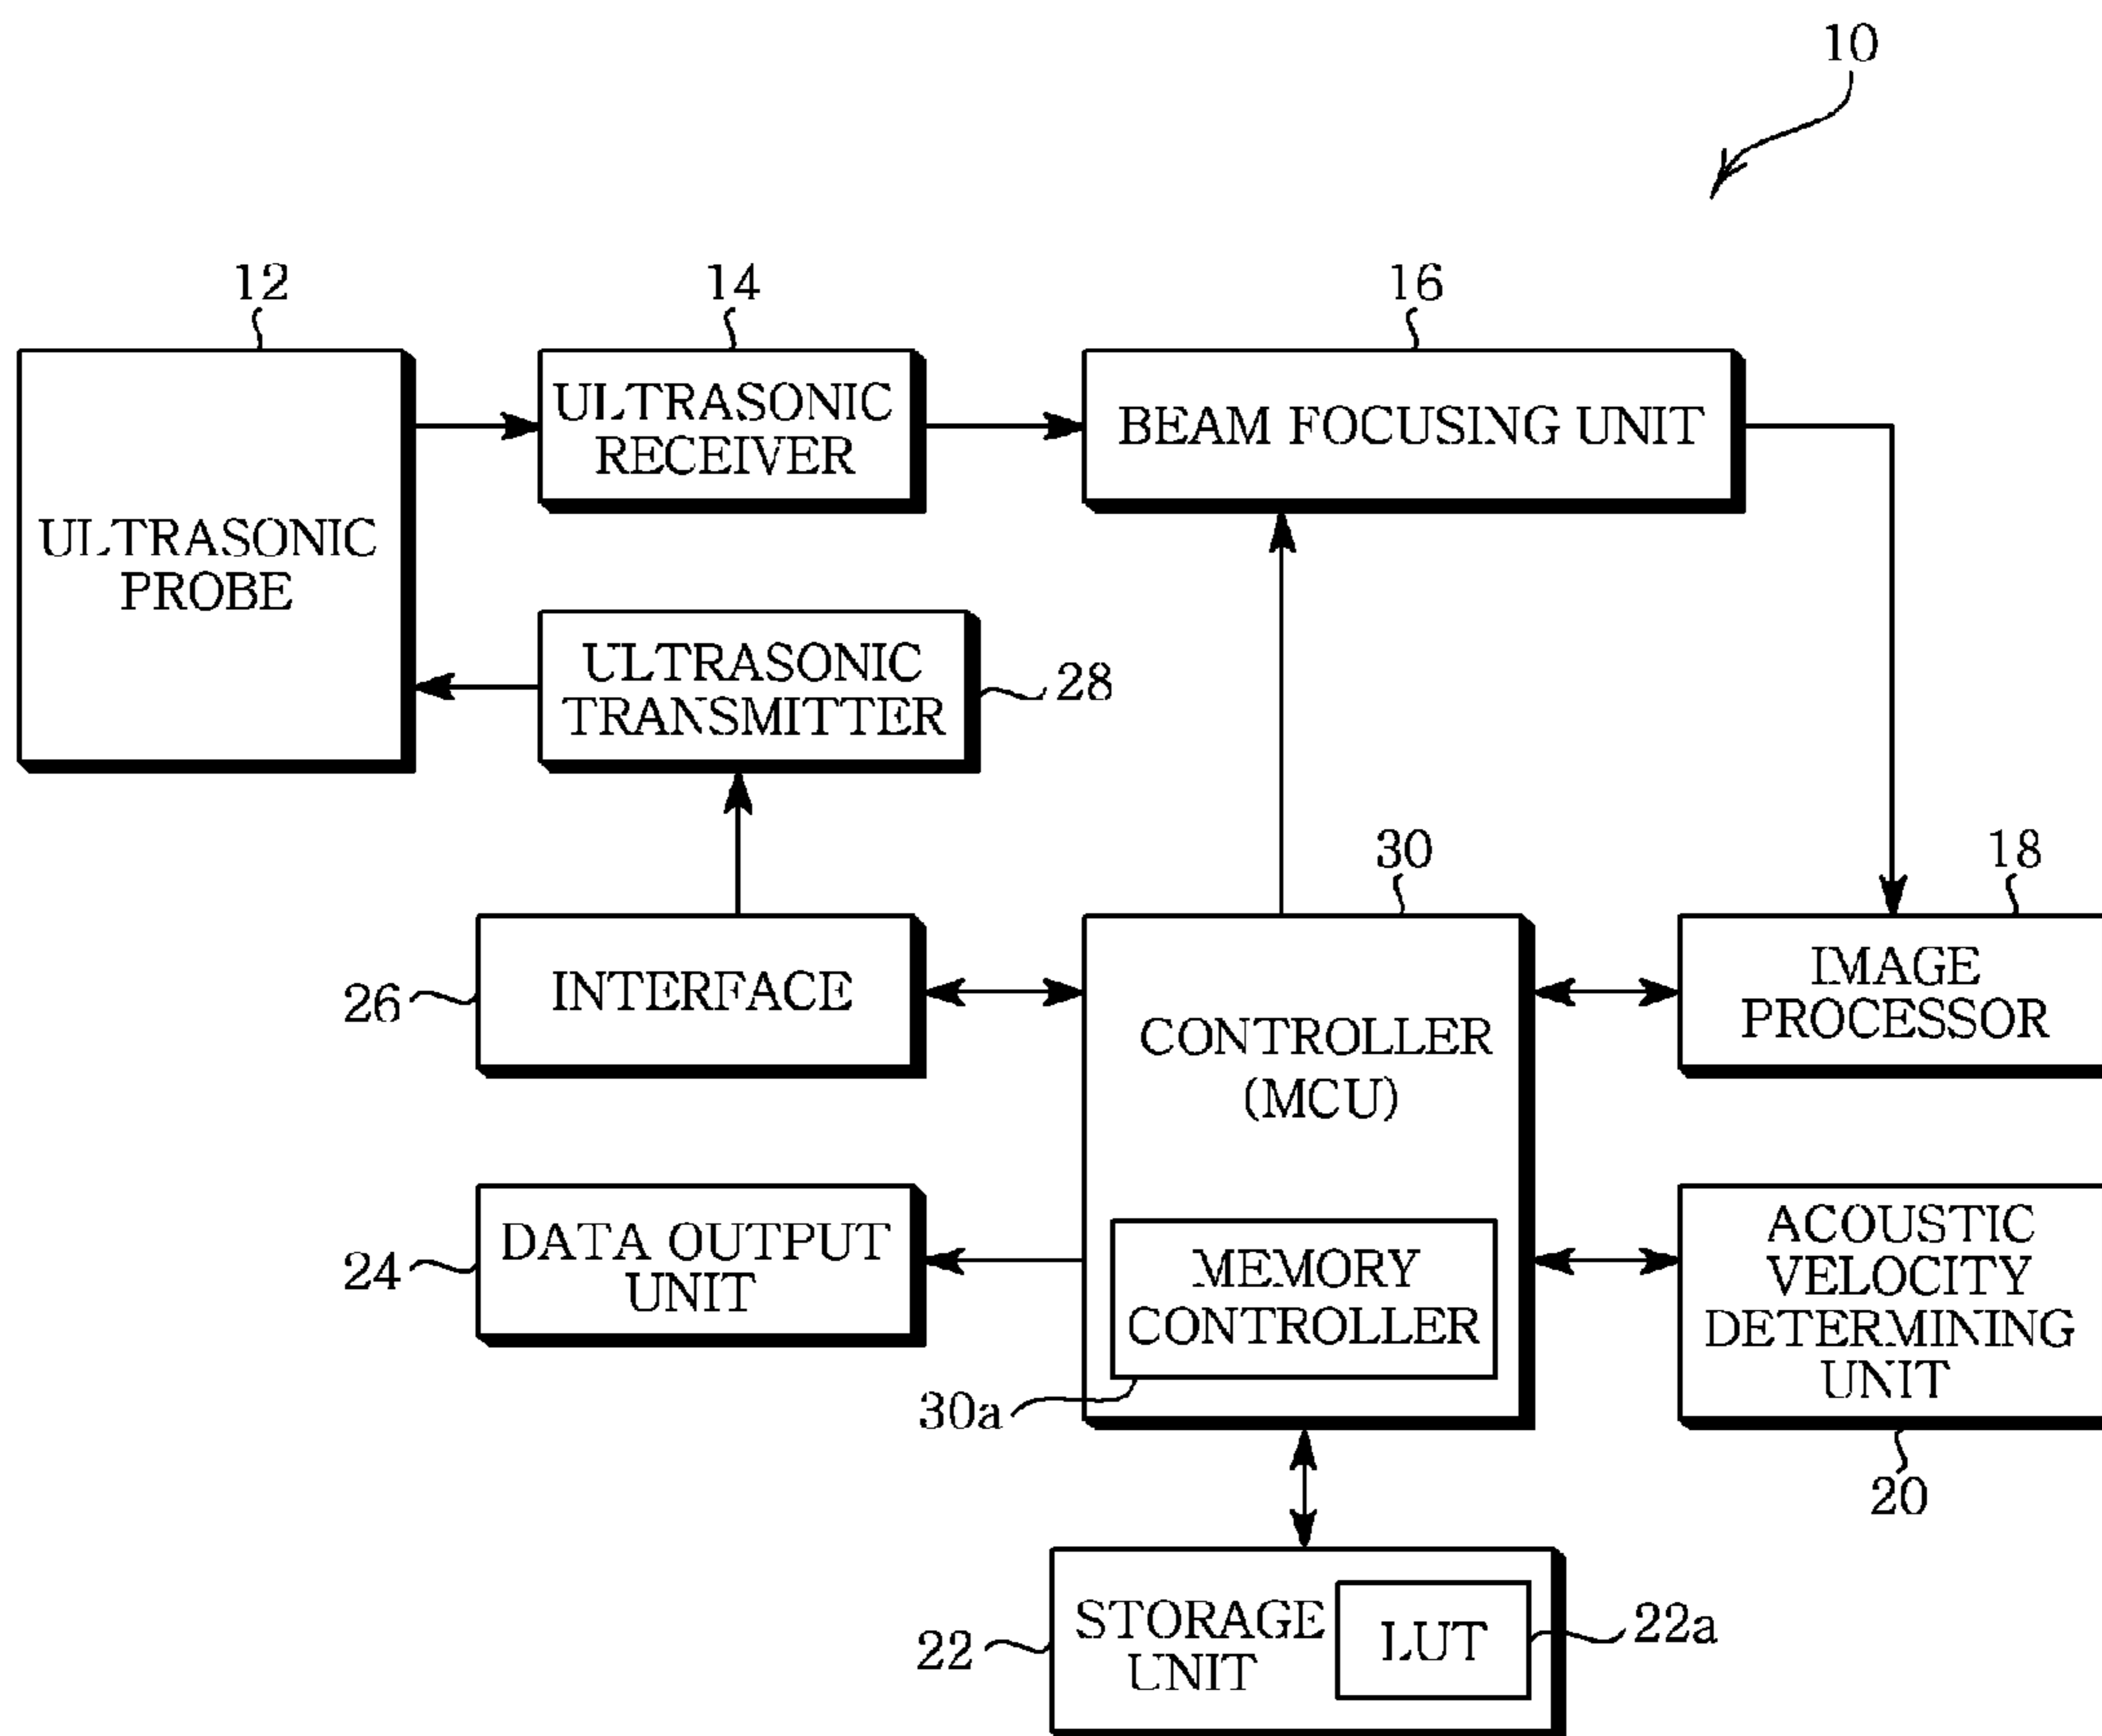 10
12
14
16
ULTRASONIC
RECEIVER
BEAM FOCUSING UNIT
ULTRASONIC
PROBE
ULTRASONIC
TRANSMITTER
28
30
18
26
INTERFACE
CONTROLLER
(MCU)
IMAGE
PROCESSOR
24
DATA OUTPUT
UNIT
MEMORY
CONTROLLER
30a
ACOUSTIC
VELOCITY
DETERMINING
UNIT
20
22
STORAGE
UNIT
LUT
22a